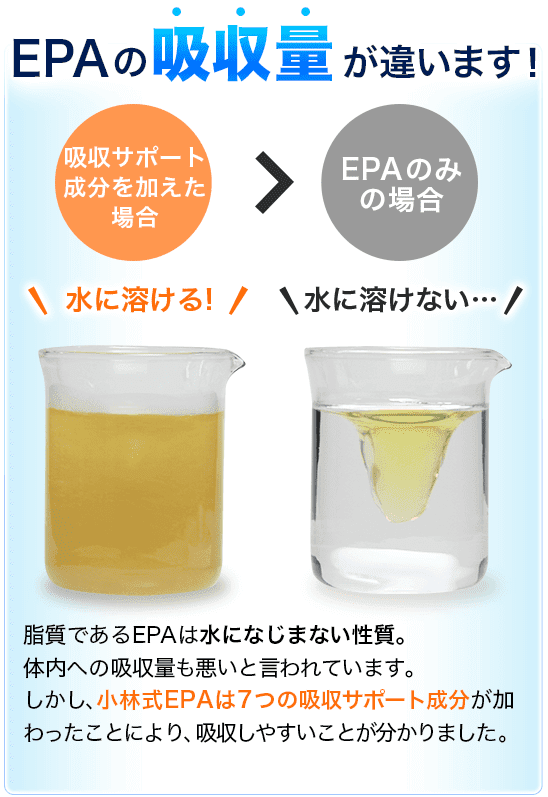 EPAの吸収量が違います!
吸収サポート
成分を加えた
場合
EPAのみ
の場合
水に溶ける!
水に溶けない…
脂質であるEPAは水になじまない性質。
体内への吸収量も悪いと言われています。
しかし、小林式EPAは7つの吸収サポート成分が加
わったことにより、吸収しやすいことが分かりました。